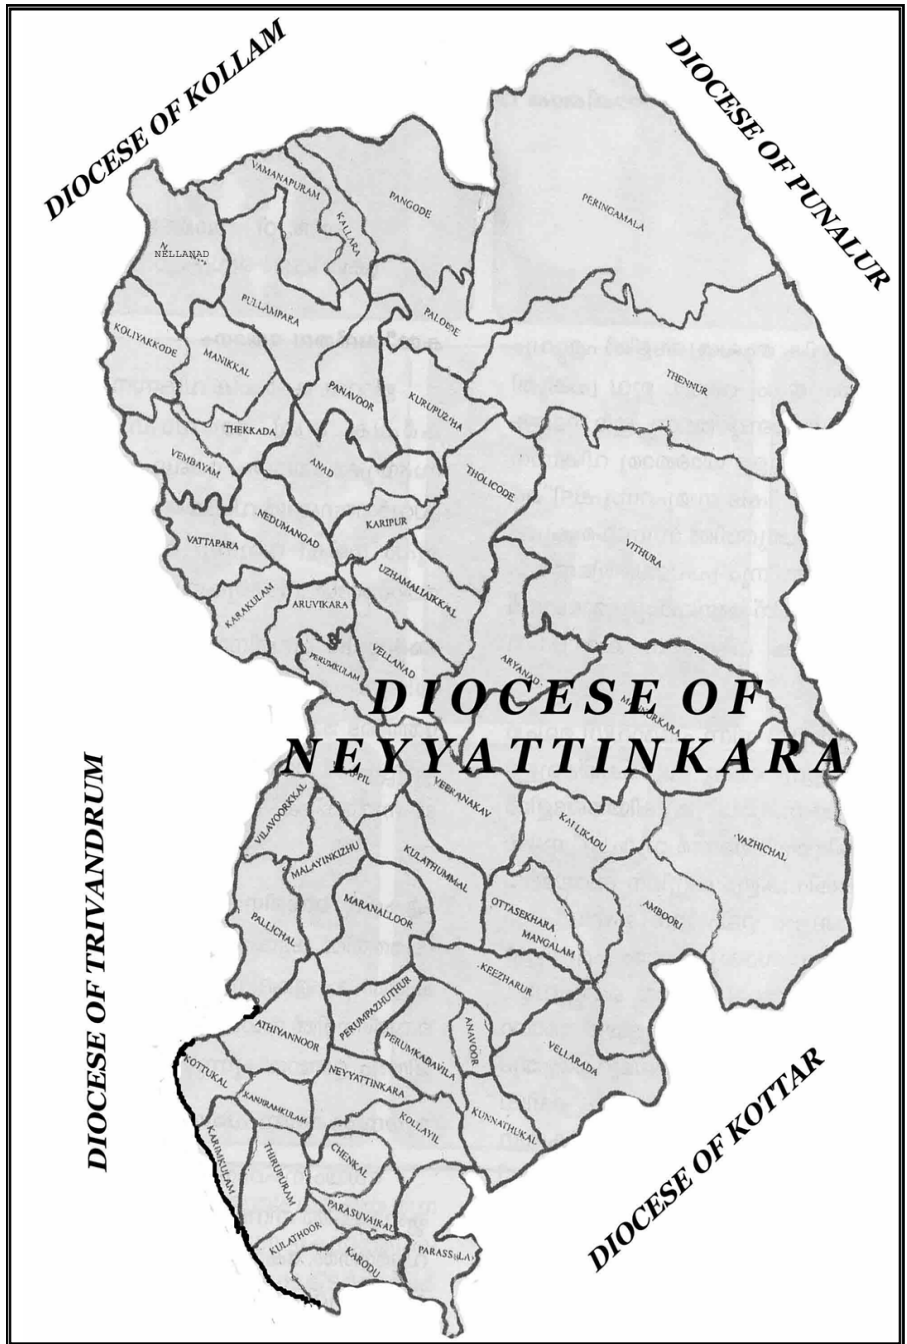 DIOCESE OF KOLLAM
DIOCESE OF PUNALUR
VAMANAPURAM
KALLARA
PANGODE
PERINGAMALA
NELLANAD
PULLAMPARA
PALODE
KOLIYAKKODE
MANIKKAL
PANAVOOR
THENNUR
THEKKADA
VEMBAYAM
ANAD
THOLICODE
NEDUMANGAD
KARIPUR
VATTAPARA
VITHURA
UZHAMALAIKKAL
KARAKULAM
ARUVIKARA
PERUMKULAM
VELLANAD
ARYANAD
DIOCESE OF
NEYYATTINKARA
VEERANAKAV
VILAVOORKKAL
KALLIKADU
VAZHICHAL
MALAYINKIZHU
KULATHUMMAL
MARANALLOOR
OTTASEKHARA
MANGALAM
AMBOORI
PALLICHAL
KEEZHARUR
DIOCESE OF TRIVANDRUM
PERUMPAZHUTHUR
ATHIYANNOOR
PERUMKADAVILA
ANAVOOR
VELLARADA
KOTTUKAL
NEYYATTINKARA
KANJIRAMKULAM
KOLLAYIL
KUNNATHUKAL
KARIMKULAM
THIRUPURAM
CHENKAL
PARASUVAIKAL
KULATHOOR
KARODU
PARASSALA
DIOCESE OF KOTTAR